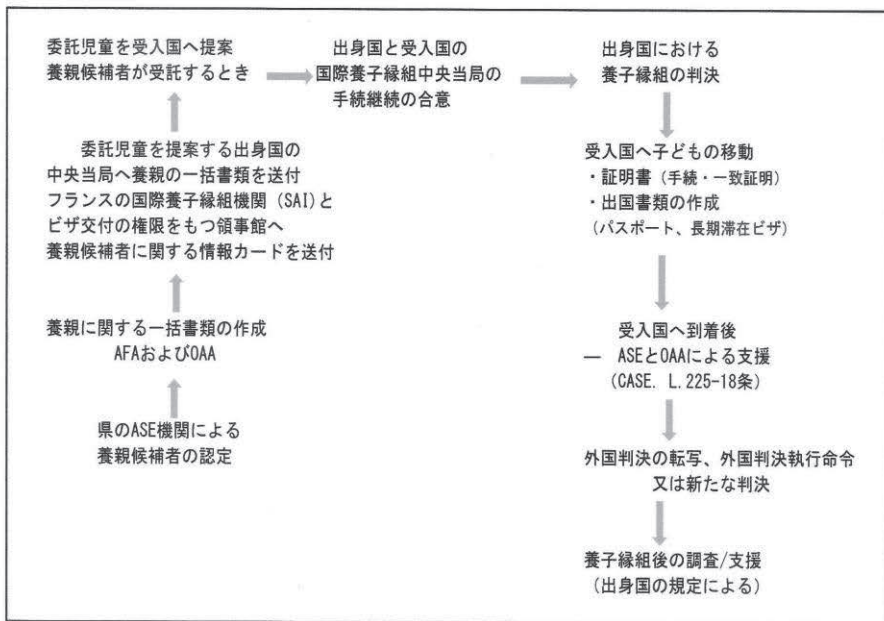 委託児童を受入国へ提案
養親候補者が受託するとき
出身国と受入国の
国際養子縁組中央当局の
手続継続の合意
出身国における
養子縁組の判決
委託児童を提案する出身国の
中央当局へ養親の一括書類を送付
フランスの国際養子縁組機関（SAI）と
ビザ交付の権限をもつ領事館へ
養親候補者に関する情報カードを送付
受入国へ子どもの移動
・証明書（手続・一致証明）
・出国書類の作成
（パスポート、長期滞在ビザ）
養親に関する一括書類の作成
AFAおよびOAA
受入国へ到着後
― ASEとOAAによる支援
（CASE. L.225-18条）
県のASE機関による
養親候補者の認定
外国判決の転写、外国判決執行命令
又は新たな判決
養子縁組後の調査/支援
（出身国の規定による）